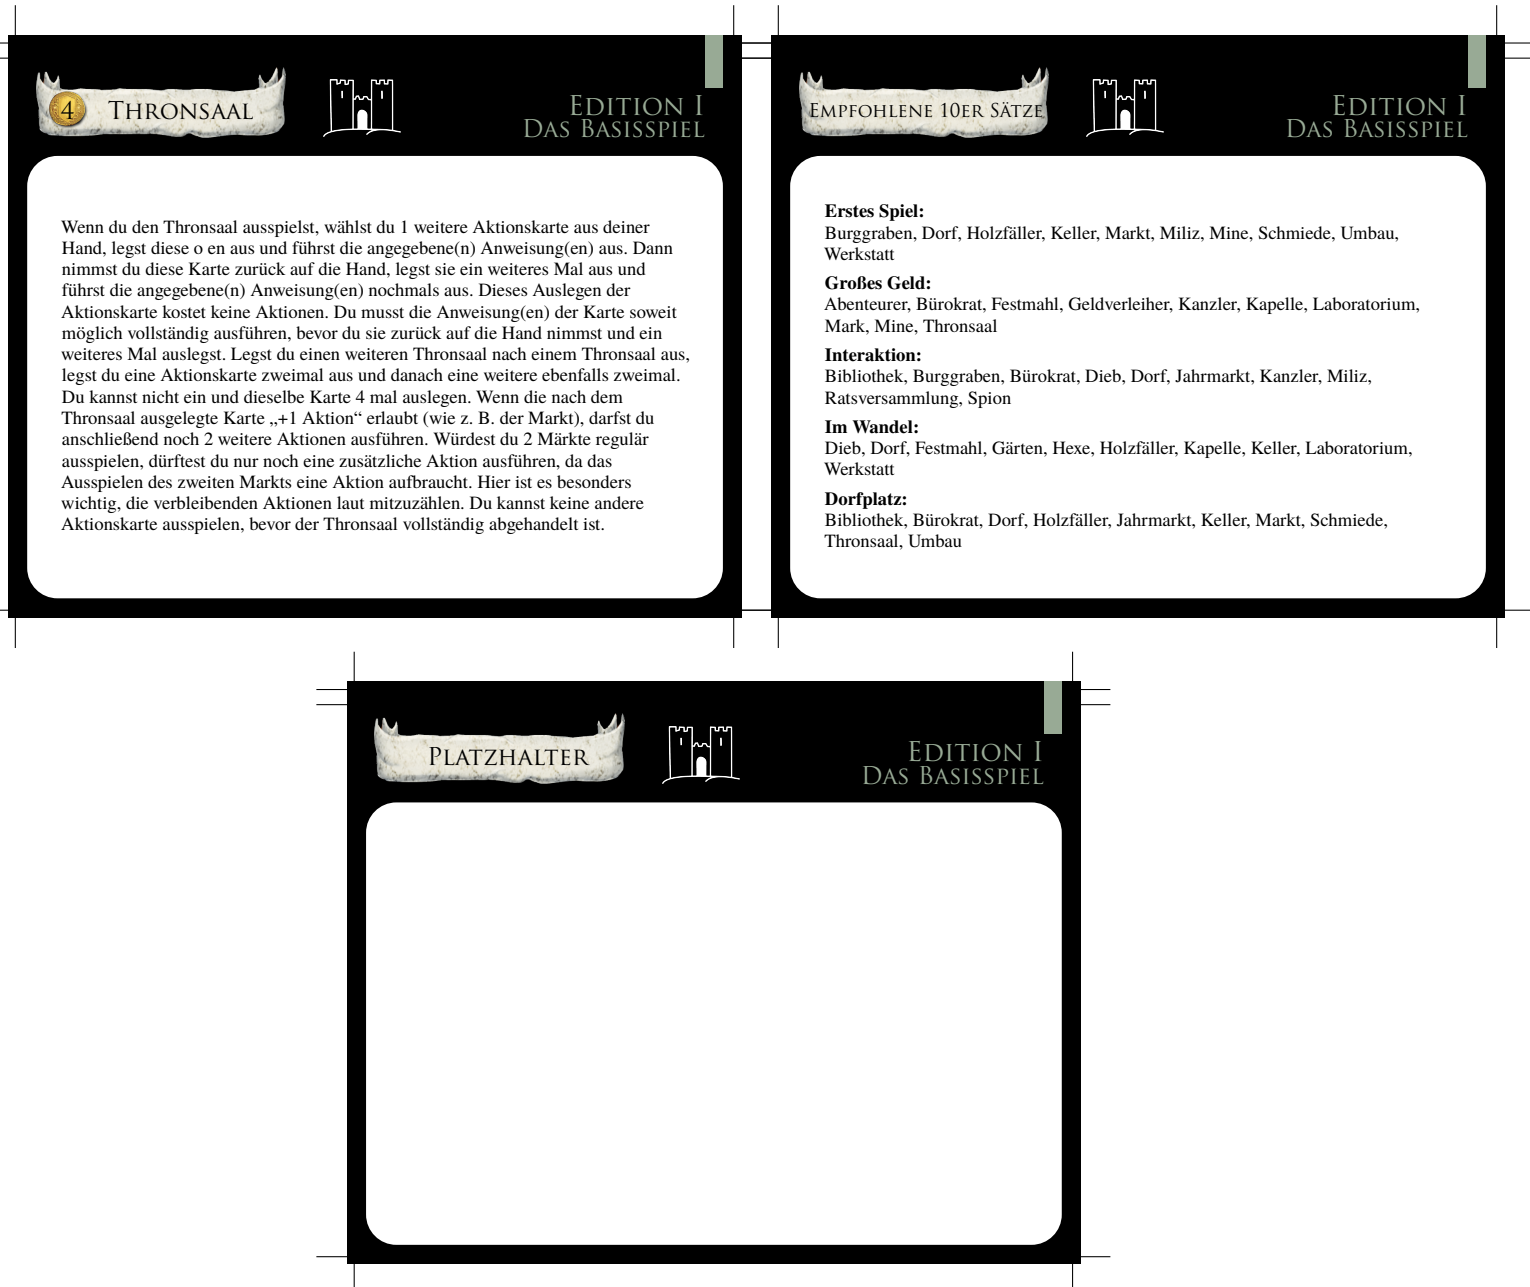 4 Thronsaal
Edition I
Das Basisspiel
Wenn du den Thronsaal ausspielst, wählst du 1 weitere Aktionskarte aus deiner
Hand, legst diese o en aus und führst die angegebene(n) Anweisung(en) aus. Dann
nimmst du diese Karte zurück auf die Hand, legst sie ein weiteres Mal aus und
führst die angegebene(n) Anweisung(en) nochmals aus. Dieses Auslegen der
Aktionskarte kostet keine Aktionen. Du musst die Anweisung(en) der Karte soweit
möglich vollständig ausführen, bevor du sie zurück auf die Hand nimmst und ein
weiteres Mal auslegst. Legst du einen weiteren Thronsaal nach einem Thronsaal aus,
legst du eine Aktionskarte zweimal aus und danach eine weitere ebenfalls zweimal.
Du kannst nicht ein und dieselbe Karte 4 mal auslegen. Wenn die nach dem
Thronsaal ausgelegte Karte „+1 Aktion“ erlaubt (wie z. B. der Markt), darfst du
anschließend noch 2 weitere Aktionen ausführen. Würdest du 2 Märkte regulär
ausspielen, dürftest du nur noch eine zusätzliche Aktion ausführen, da das
Ausspielen des zweiten Markts eine Aktion aufbraucht. Hier ist es besonders
wichtig, die verbleibenden Aktionen laut mitzuzählen. Du kannst keine andere
Aktionskarte ausspielen, bevor der Thronsaal vollständig abgehandelt ist.
Empfohlene 10er Sätze
Edition I
Das Basisspiel
Erstes Spiel:
Burggraben, Dorf, Holzfäller, Keller, Markt, Miliz, Mine, Schmiede, Umbau,
Werkstatt
Großes Geld:
Abenteurer, Bürokrat, Festmahl, Geldverleiher, Kanzler, Kapelle, Laboratorium,
Mark, Mine, Thronsaal
Interaktion:
Bibliothek, Burggraben, Bürokrat, Dieb, Dorf, Jahrmarkt, Kanzler, Miliz,
Ratsversammlung, Spion
Im Wandel:
Dieb, Dorf, Festmahl, Gärten, Hexe, Holzfäller, Kapelle, Keller, Laboratorium,
Werkstatt
Dorfplatz:
Bibliothek, Bürokrat, Dorf, Holzfäller, Jahrmarkt, Keller, Markt, Schmiede,
Thronsaal, Umbau
Platzhalter
Edition I
Das Basisspiel